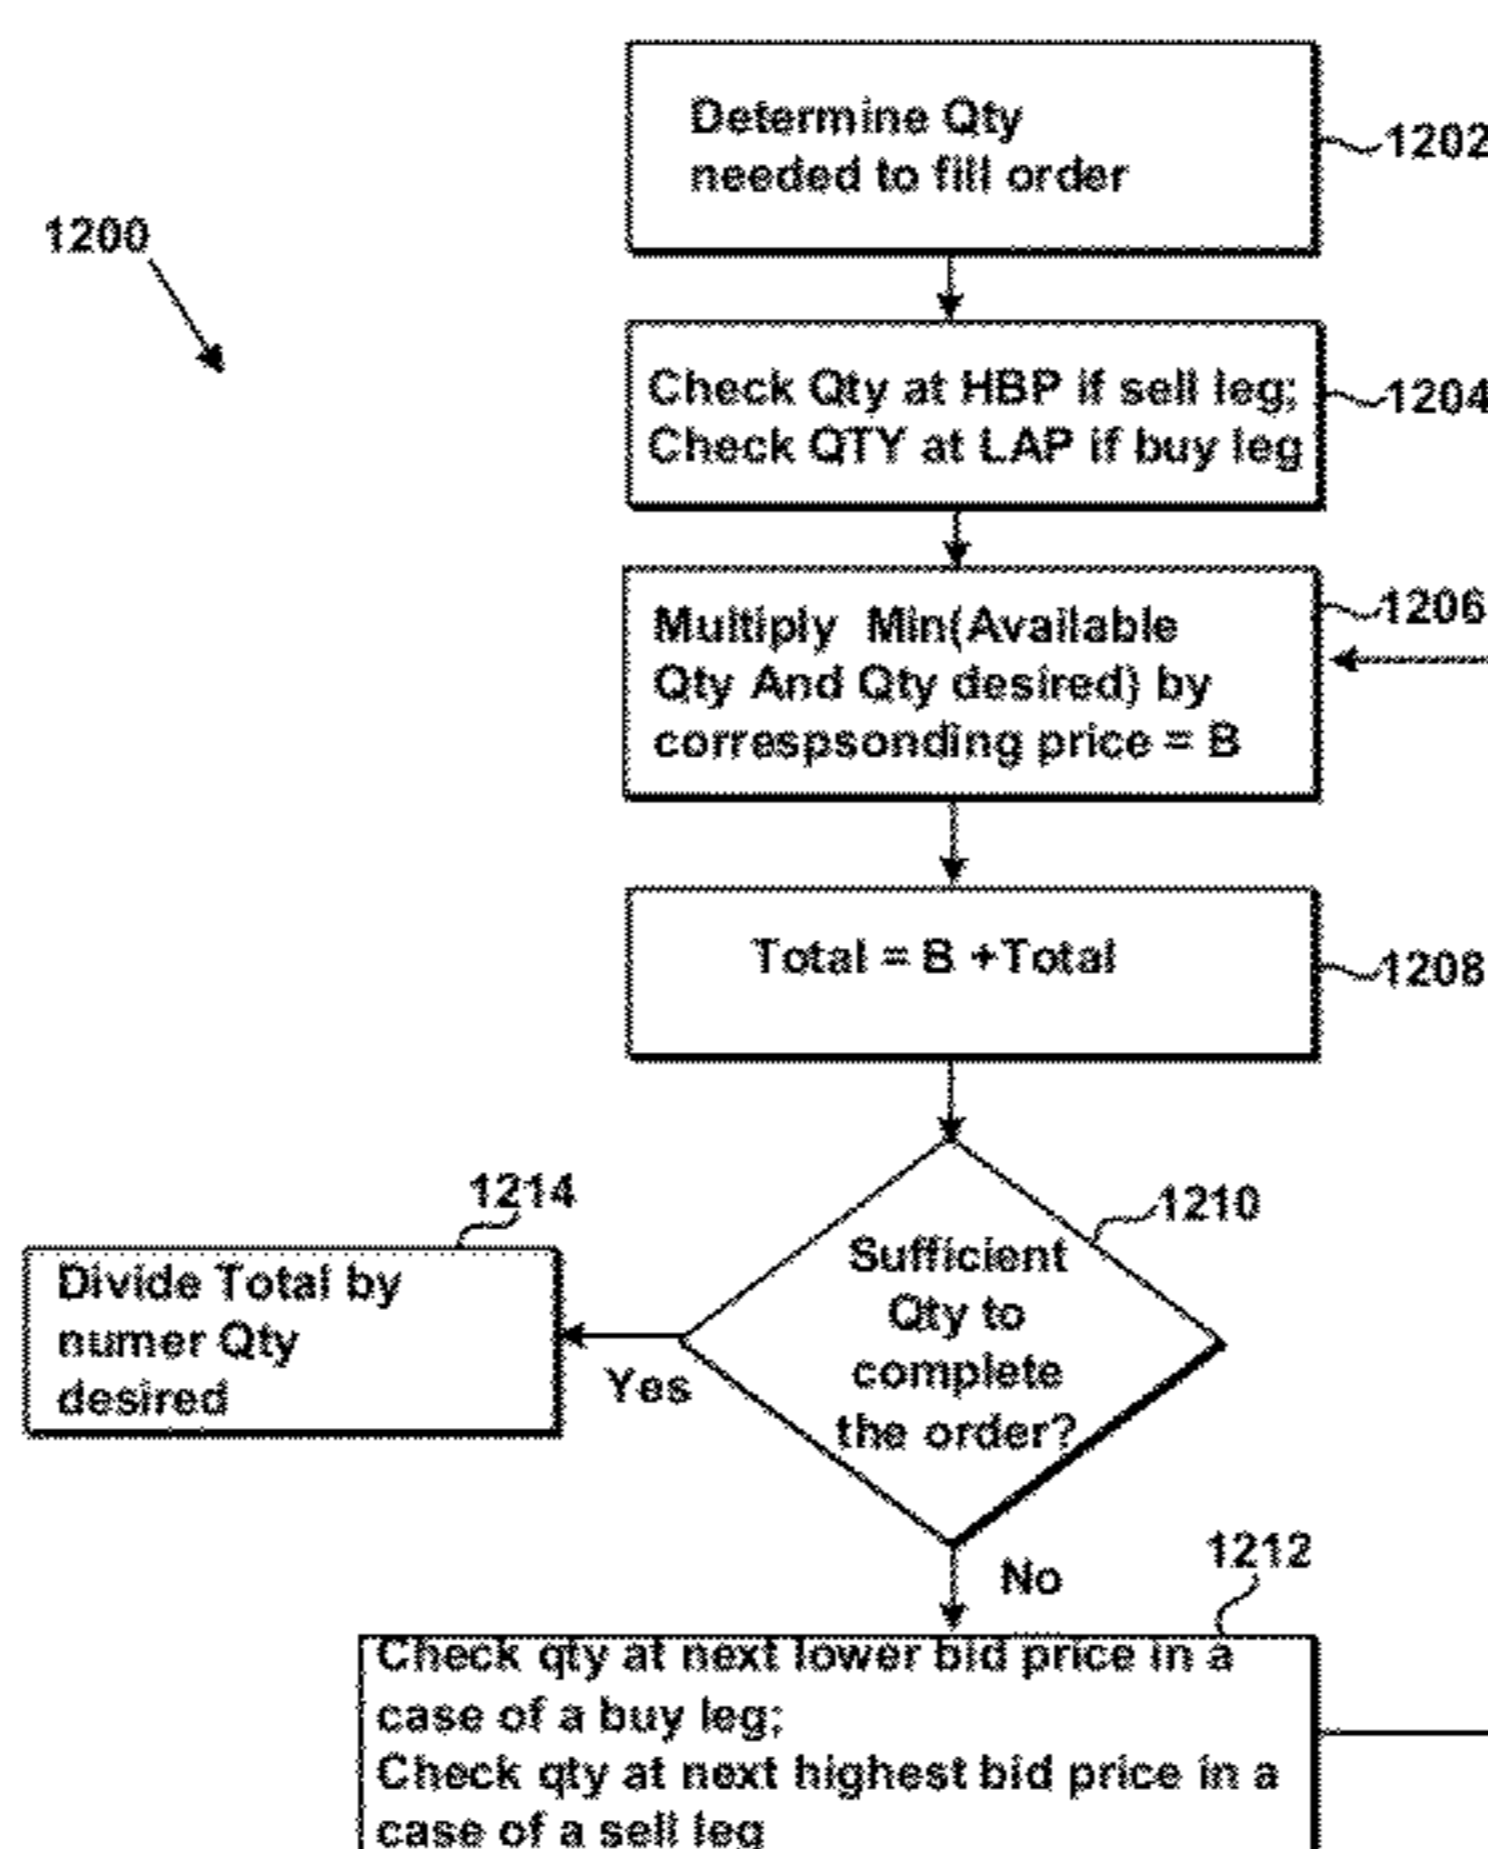 Determine Qty
needed to fill order
1202
1200
Check Qty at HBP if sell leg;
Check QTY at LAP if buy leg
1204
Multiply Min(Available
Qty And Qty desired) by
correspsonding price = B
1206
Total = B +Total
1208
1214
Divide Total by
numer Qty
desired
Yes
1210
Sufficient
Qty to
complete
the order?
No
1212
Check qty at next lower bid price in a
case of a buy leg;
Check qty at next highest bid price in a
case of a sell leg